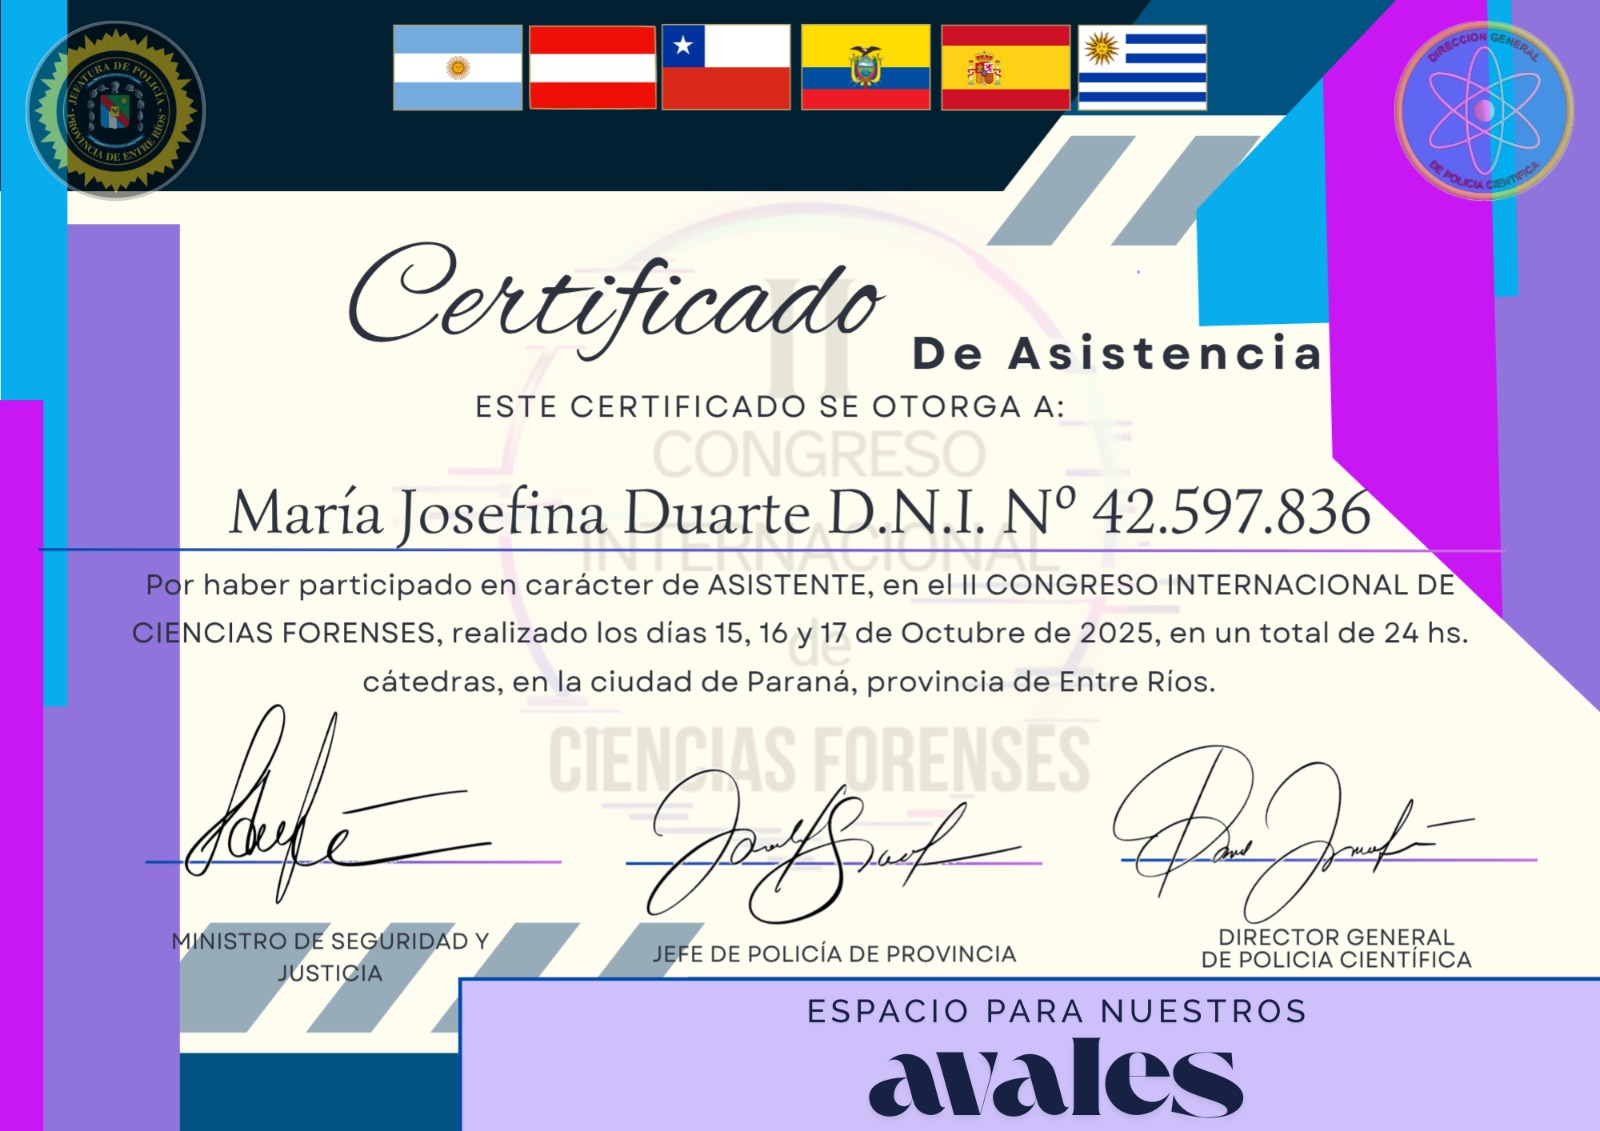 JEFATURA DE POLICÍA
PROVINCIA DE ENTRE RÍOS
DIRECCION GENERAL
DE POLICIA CIENTIFICA
Certificado
De Asistencia
ESTE CERTIFICADO SE OTORGA A:
María Josefina Duarte D.N.I. Nº 42.597.836
Por haber participado en carácter de ASISTENTE, en el II CONGRESO INTERNACIONAL DE
CIENCIAS FORENSES, realizado los días 15, 16 y 17 de Octubre de 2025, en un total de 24 hs.
cátedras, en la ciudad de Paraná, provincia de Entre Ríos.
II
CONGRESO
INTERNACIONAL
de
CIENCIAS FORENSES
MINISTRO DE SEGURIDAD Y
JUSTICIA
JEFE DE POLICÍA DE PROVINCIA
DIRECTOR GENERAL
DE POLICIA CIENTÍFICA
ESPACIO PARA NUESTROS
avales